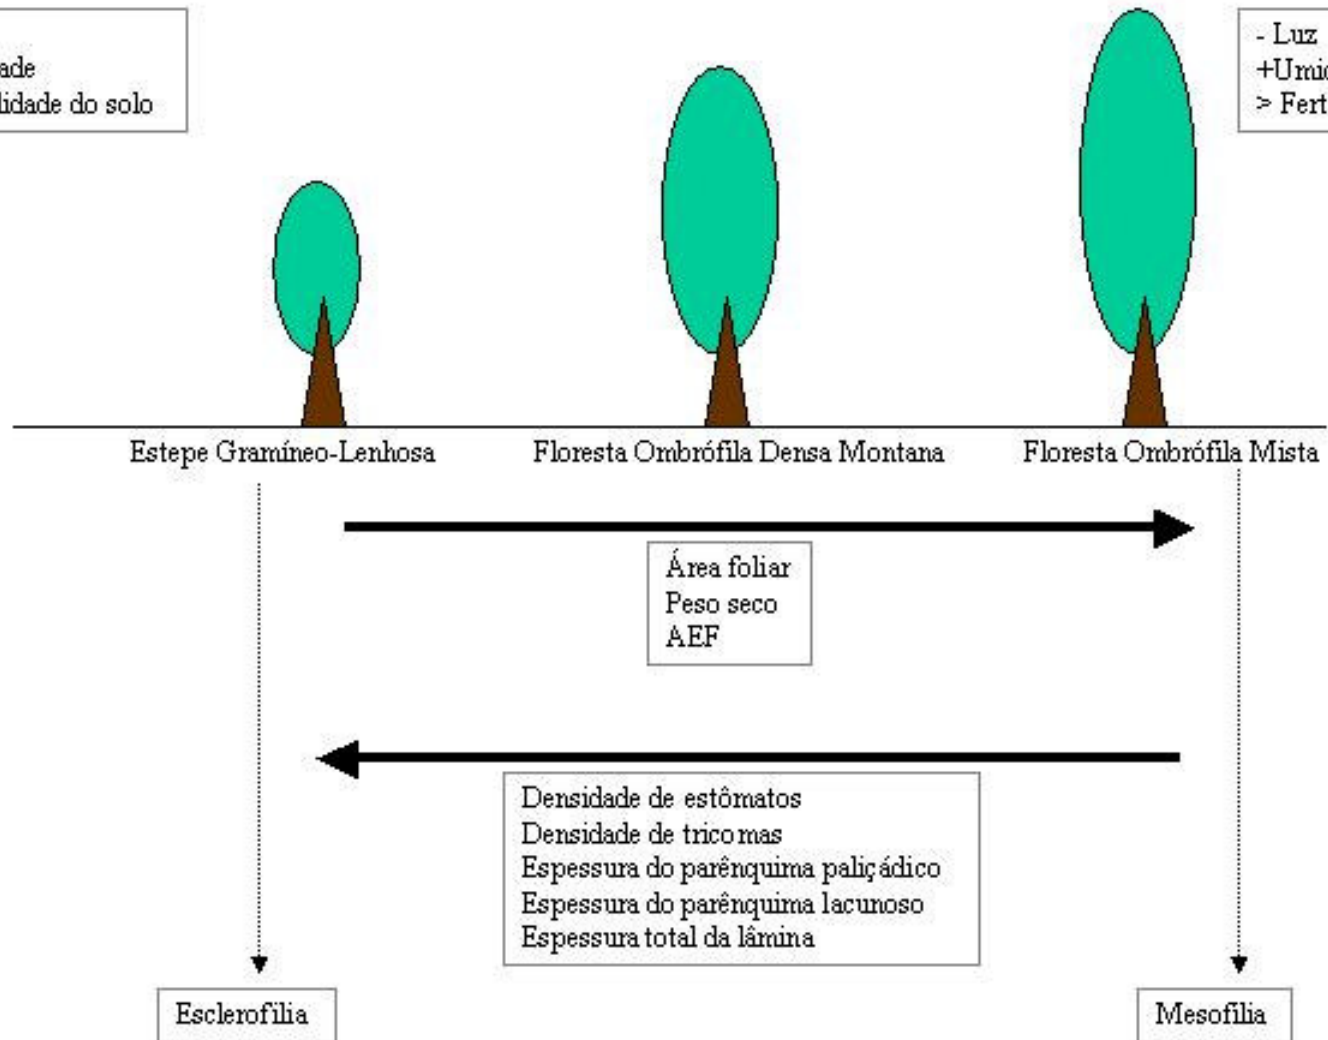 ade
lidade do solo
- Luz
+Umid
> Fert
Estepe Gramíneo-Lenhosa
Floresta Ombrófila Densa Montana
Floresta Ombrófila Mista
Área foliar
Peso seco
AEF
Densidade de estômatos
Densidade de tricomas
Espessura do parênquima paliçádico
Espessura do parênquima lacunoso
Espessura total da lâmina
Esclerofilia
Mesofilia